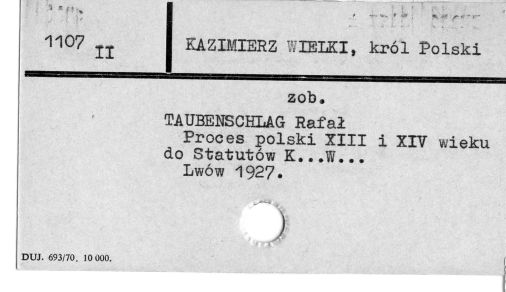 1107 II
KAZIMIERZ WIELKI, król Polski
zob.
TAUBENSCHLAG Rafał
Proces polski XIII i XIV wieku
do Statutów K...W...
Lwów 1927.
DUJ. 693/70. 10 000.